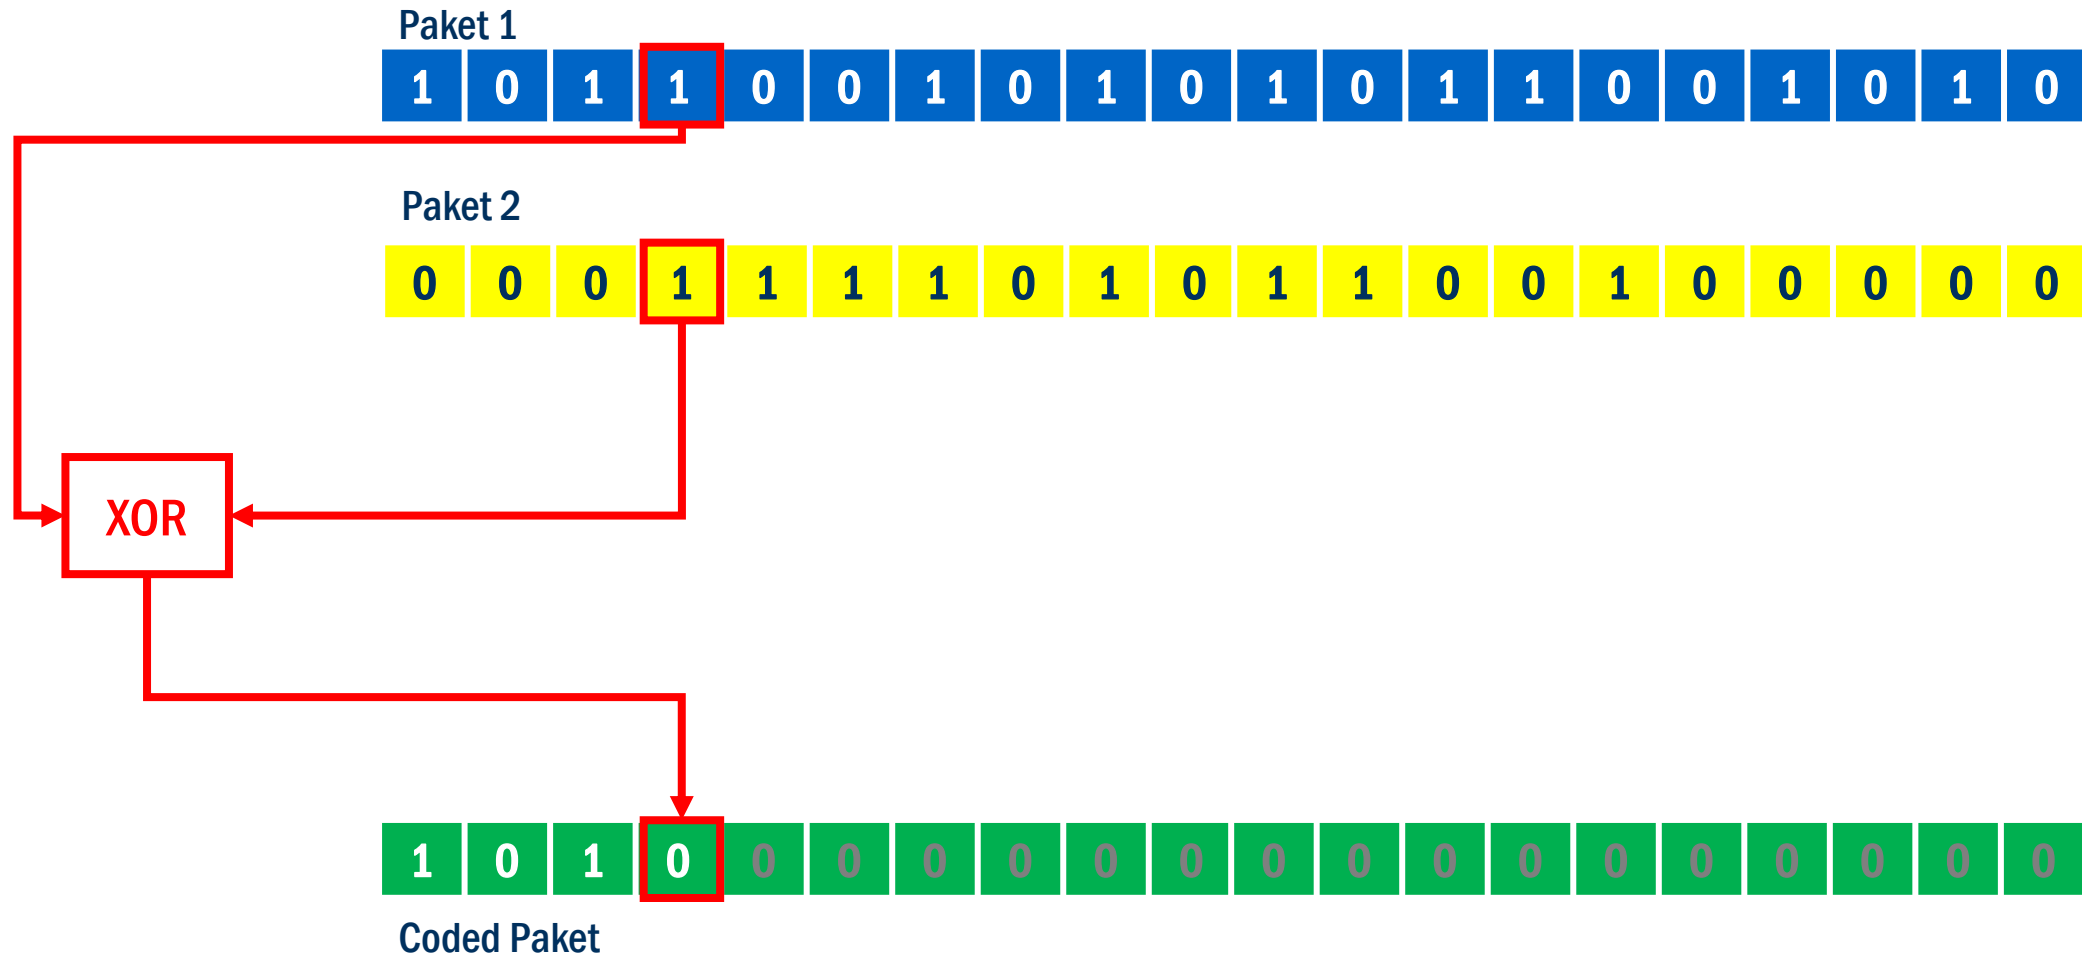 Paket 1
1 0 1 1 0 0 1 0 1 0 1 0 1 1 0 0 1 0 1 0
Paket 2
0 0 0 1 1 1 1 0 1 0 1 1 0 0 1 0 0 0 0 0
XOR
1 0 1 0 0 0 0 0 0 0 0 0 0 0 0 0 0 0 0 0
Coded Paket